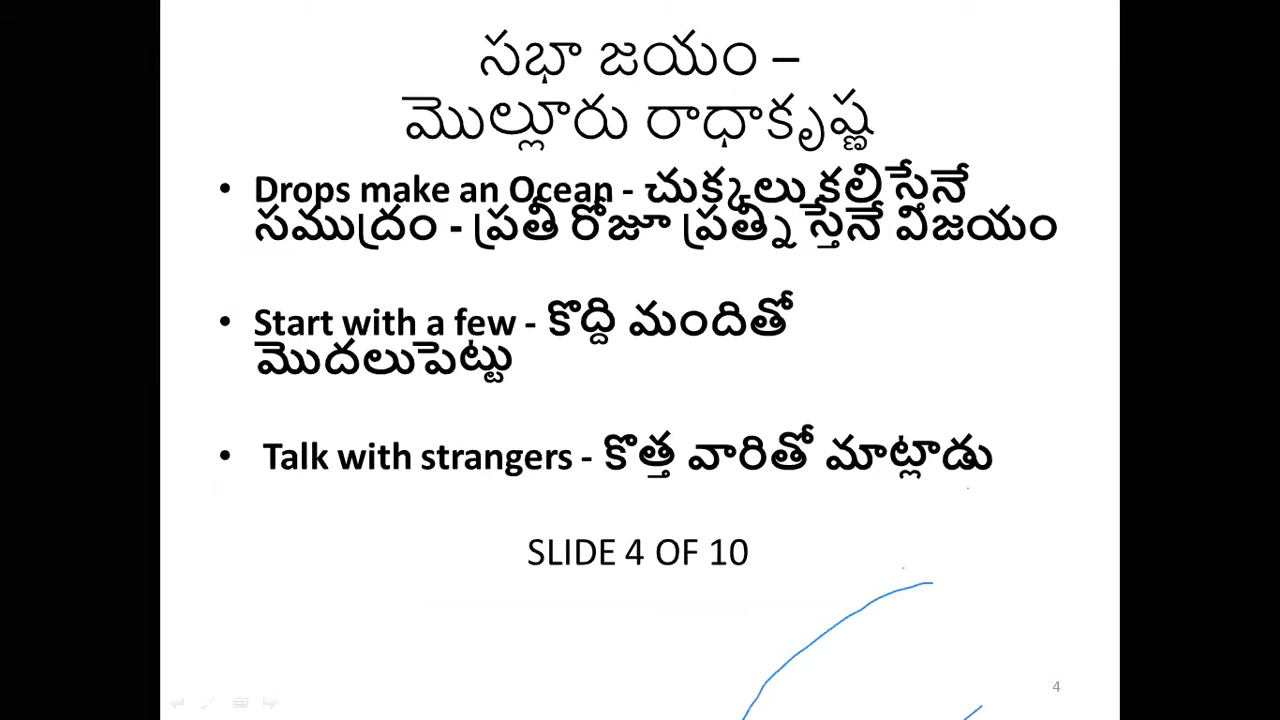 సభా జయం –
మొల్లూరు రాధాకృష్ణ
• Drops make an Ocean - చుక్కలు కలిస్తేనే
సముద్రం - ప్రతీ రోజూ ప్రత్నిస్తేనే విజయం
• Start with a few - కొద్ది మందితో
మొదలుపెట్టు
• Talk with strangers - కొత్త వారితో మాట్లాడు
SLIDE 4 OF 10
4